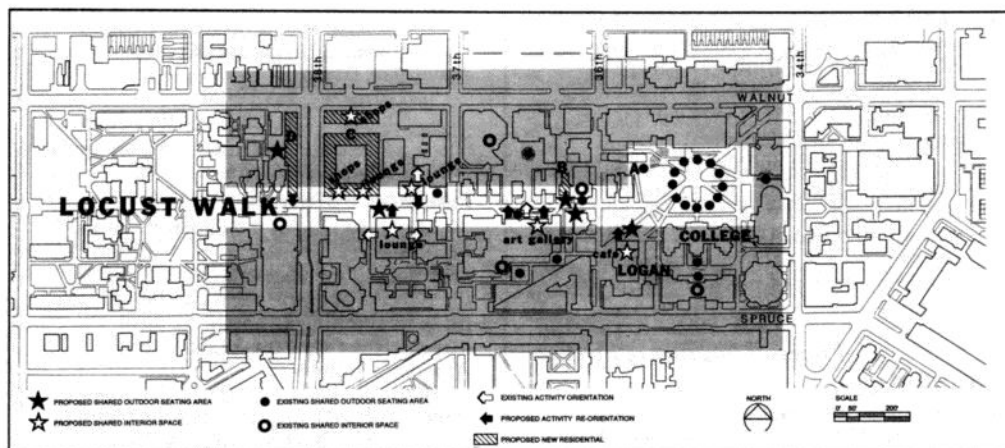 38th
37th
36th
34th
WALNUT
shops
D
C
shops
lounge
lounge
B
A
LOCUST WALK
lounge
art gallery
cafe
COLLEGE
LOGAN
SPRUCE
PROPOSED SHARED OUTDOOR SEATING AREA
EXISTING SHARED OUTDOOR SEATING AREA
EXISTING ACTIVITY ORIENTATION
NORTH
SCALE
PROPOSED SHARED INTERIOR SPACE
EXISTING SHARED INTERIOR SPACE
PROPOSED ACTIVITY RE-ORIENTATION
0' 50' 200'
PROPOSED NEW RESIDENTIAL